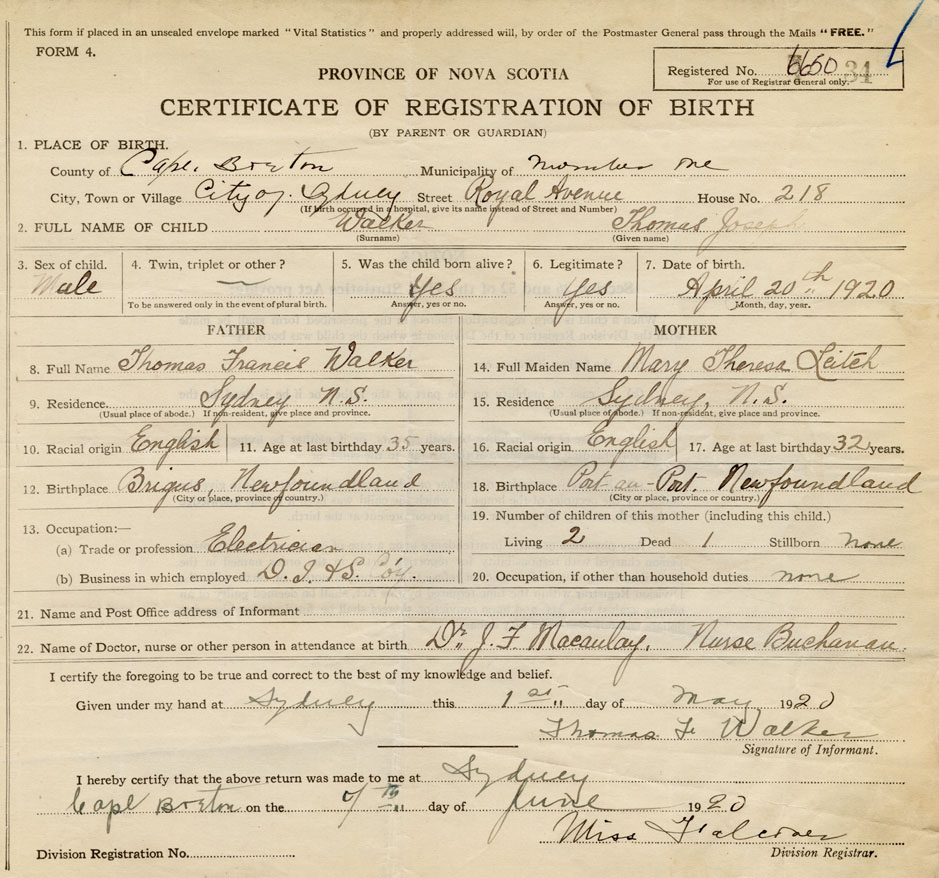 This form if placed in an unsealed envelope marked "Vital Statistics" and properly addressed will, by order of the Postmaster General pass through the Mails "FREE."
FORM 4.
Registered No. 6650 34
For use of Registrar General only.
PROVINCE OF NOVA SCOTIA
CERTIFICATE OF REGISTRATION OF BIRTH
(BY PARENT OR GUARDIAN)
1. PLACE OF BIRTH.
County of Cape Breton Municipality of Number one
City, Town or Village City of Sydney Street Royal Avenue House No. 218
(If birth occurred in a hospital, give its name instead of Street and Number)
2. FULL NAME OF CHILD Walker Thomas Joseph
(Surname) (Given name)
3. Sex of child. 4. Twin, triplet or other? 5. Was the child born alive? 6. Legitimate? 7. Date of birth.
Male — Yes Yes April 20th 1920
To be answered only in the event of plural birth. Answer, yes or no. Answer, yes or no. Month, day, year.
FATHER
8. Full Name Thomas Francis Walker
9. Residence. Sydney N.S.
(Usual place of abode.) If non-resident, give place and province.
10. Racial origin English 11. Age at last birthday 35 years.
12. Birthplace Brigus, Newfoundland
(City or place, province or country.)
13. Occupation:—
(a) Trade or profession Electrician
(b) Business in which employed D. I. & S. Co'y.
MOTHER
14. Full Maiden Name Mary Theresa Leitch
15. Residence Sydney, N.S.
(Usual place of abode.) If non-resident, give place and province.
16. Racial origin English 17. Age at last birthday 32 years.
18. Birthplace Port-au-Port Newfoundland
(City or place, province or country.)
19. Number of children of this mother (including this child.)
Living 2 Dead 1 Stillborn none
20. Occupation, if other than household duties none
21. Name and Post Office address of Informant
22. Name of Doctor, nurse or other person in attendance at birth Dr. J. F. Macaulay. Nurse Buchanan.
I certify the foregoing to be true and correct to the best of my knowledge and belief.
Given under my hand at Sydney this 1st day of May 1920
Thomas F Walker
Signature of Informant.
I hereby certify that the above return was made to me at Sydney
Cape Breton on the 7th day of June 1920
Miss Falconer
Division Registrar.
Division Registration No.